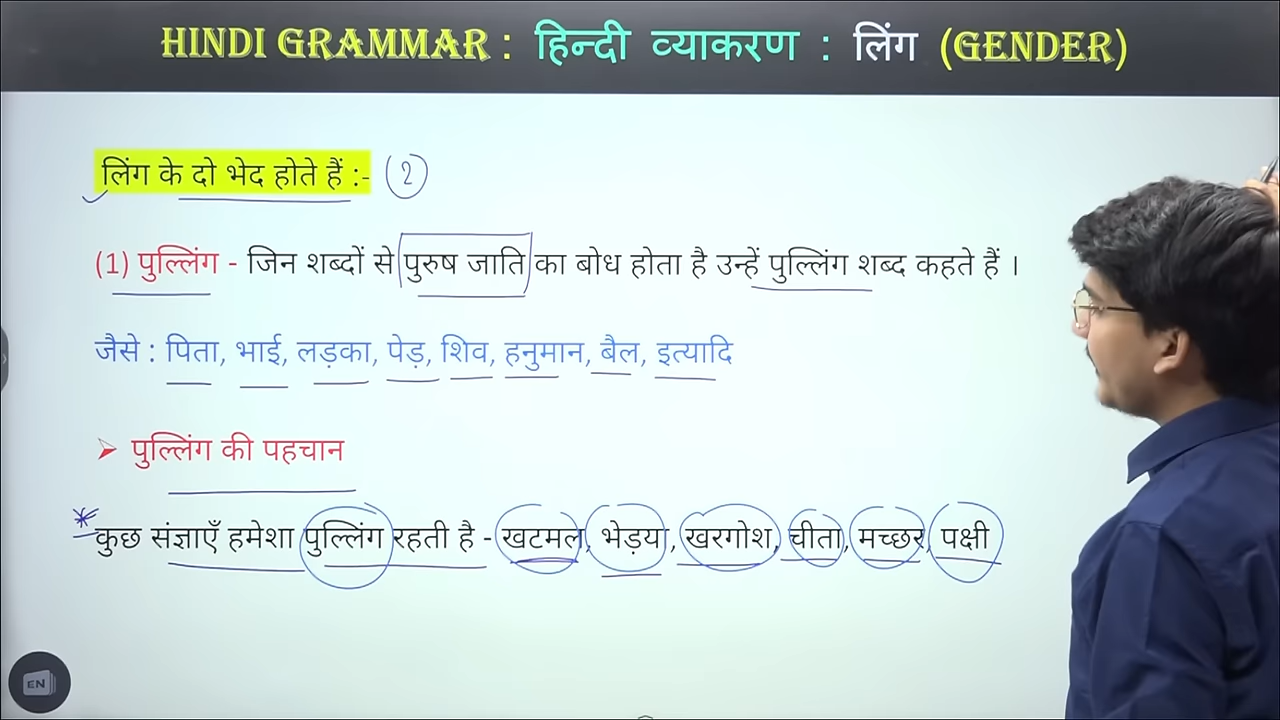 HINDI GRAMMAR : हिन्दी व्याकरण : लिंग (GENDER)
लिंग के दो भेद होते हैं :- 2
(1) पुल्लिंग - जिन शब्दों से पुरुष जाति का बोध होता है उन्हें पुल्लिंग शब्द कहते हैं ।
जैसे : पिता, भाई, लड़का, पेड़, शिव, हनुमान, बैल, इत्यादि
➢ पुल्लिंग की पहचान
* कुछ संज्ञाएँ हमेशा पुल्लिंग रहती है - खटमल, भेड़या, खरगोश, चीता, मच्छर, पक्षी
EN